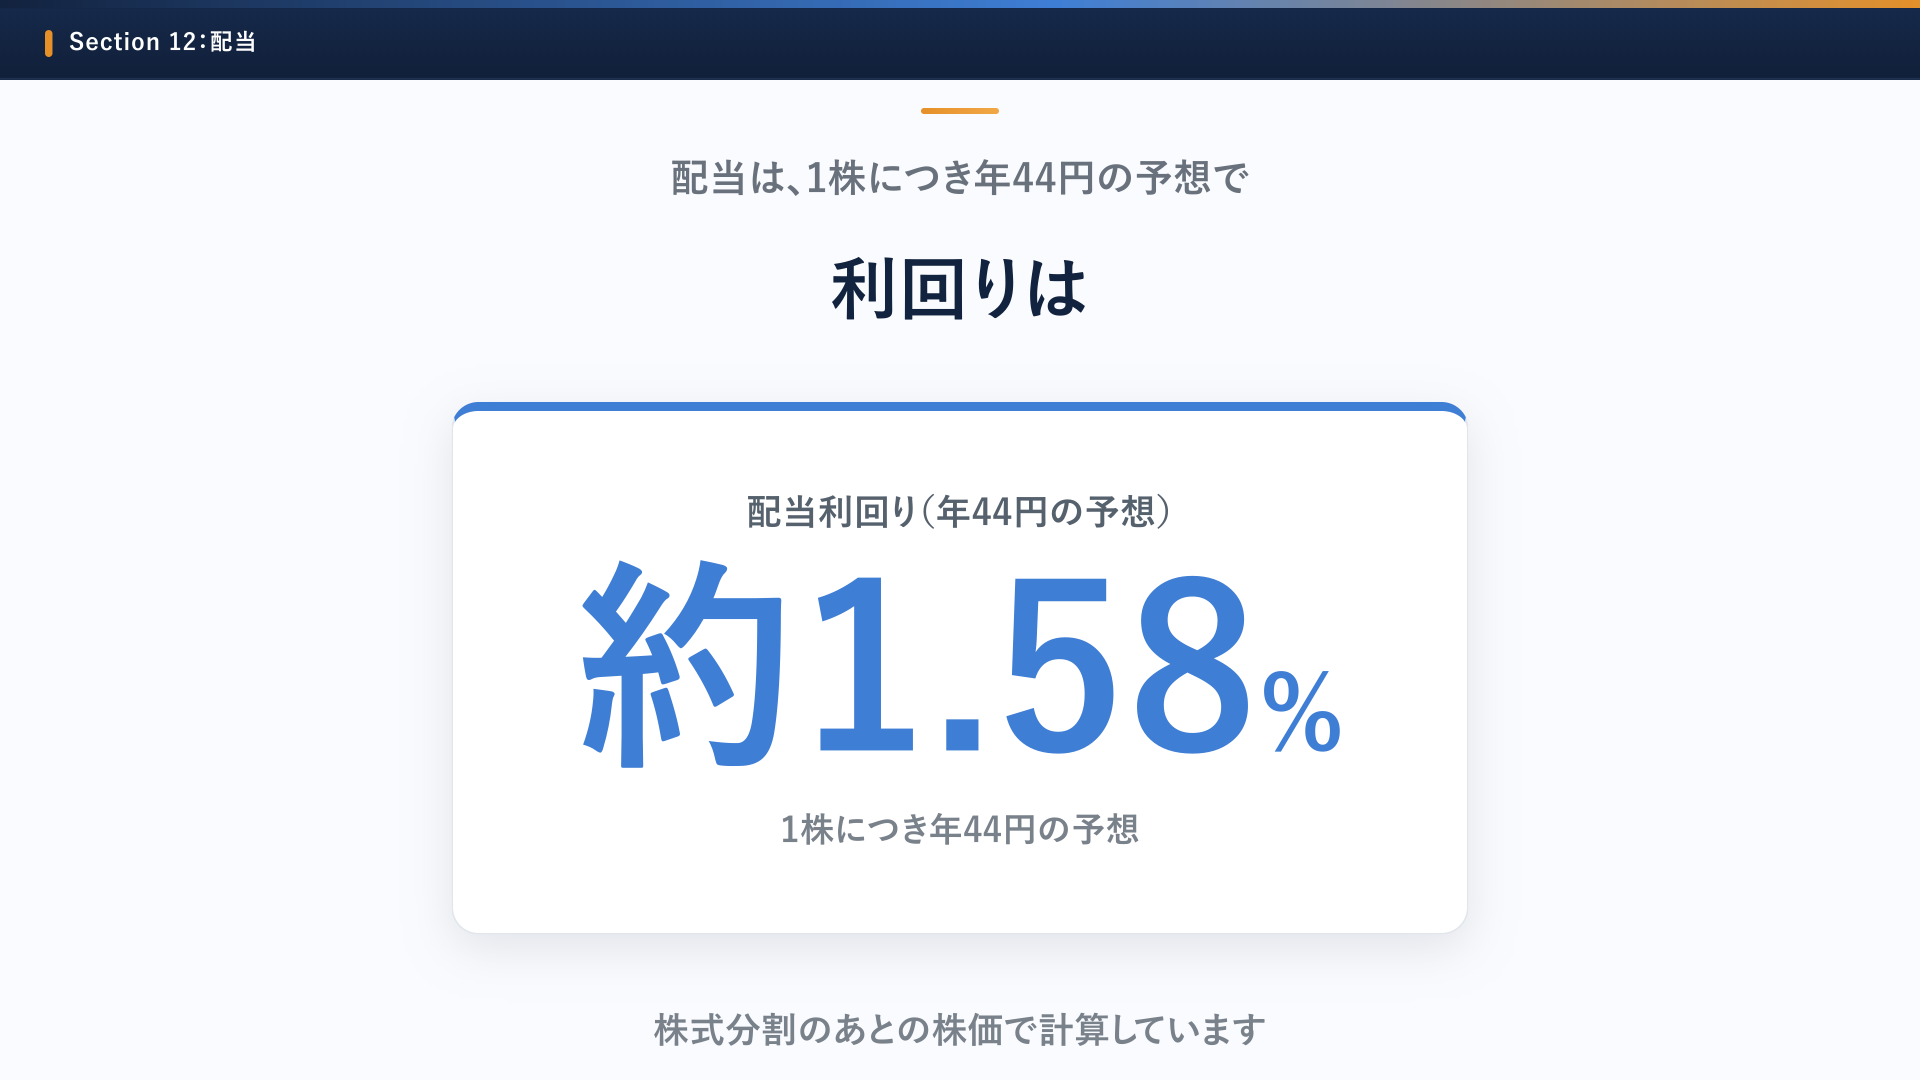 Section 12：配当
配当は、1株につき年44円の予想で
利回りは
配当利回り（年44円の予想）
約1.58%
1株につき年44円の予想
株式分割のあとの株価で計算しています